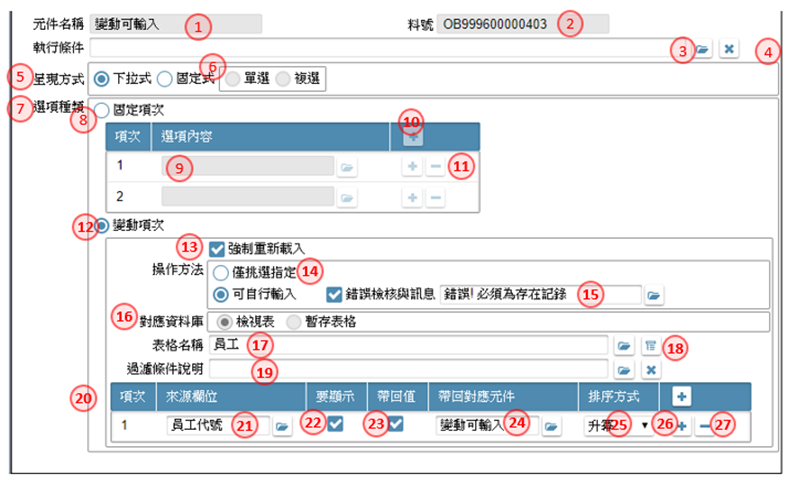 元件名稱 變動可輸入 1 料號 OB999600000403 2
執行條件 3 4
5 呈現方式 下拉式 固定式 6 單選 複選
7 選項種類 8 固定項次
項次 選項內容 10
1 9 11
2
12 變動項次
13 強制重新載入
操作方法 僅挑選指定 14
可自行輸入 錯誤檢核與訊息 錯誤! 必須為存在記錄 15
16 對應資料庫 檢視表 暫存表格
表格名稱 員工 17 18
過濾條件說明 19
20 項次 來源欄位 要顯示 帶回值 帶回對應元件 排序方式
1 員工代號 21 22 23 變動可輸入 24 升冪 25 26 27